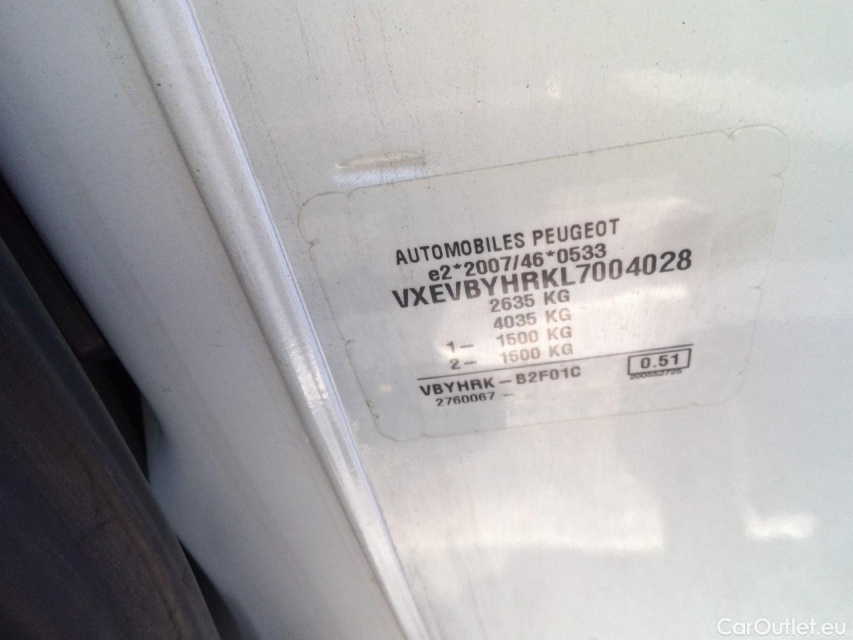 AUTOMOBILES PEUGEOT
e2*2007/46*0533
VXEVBYHRKL7004028
2635 KG
4035 KG
1- 1500 KG
2- 1500 KG
0.51
VBYHRK-B2F01C
2760067 -
CarOutlet.eu